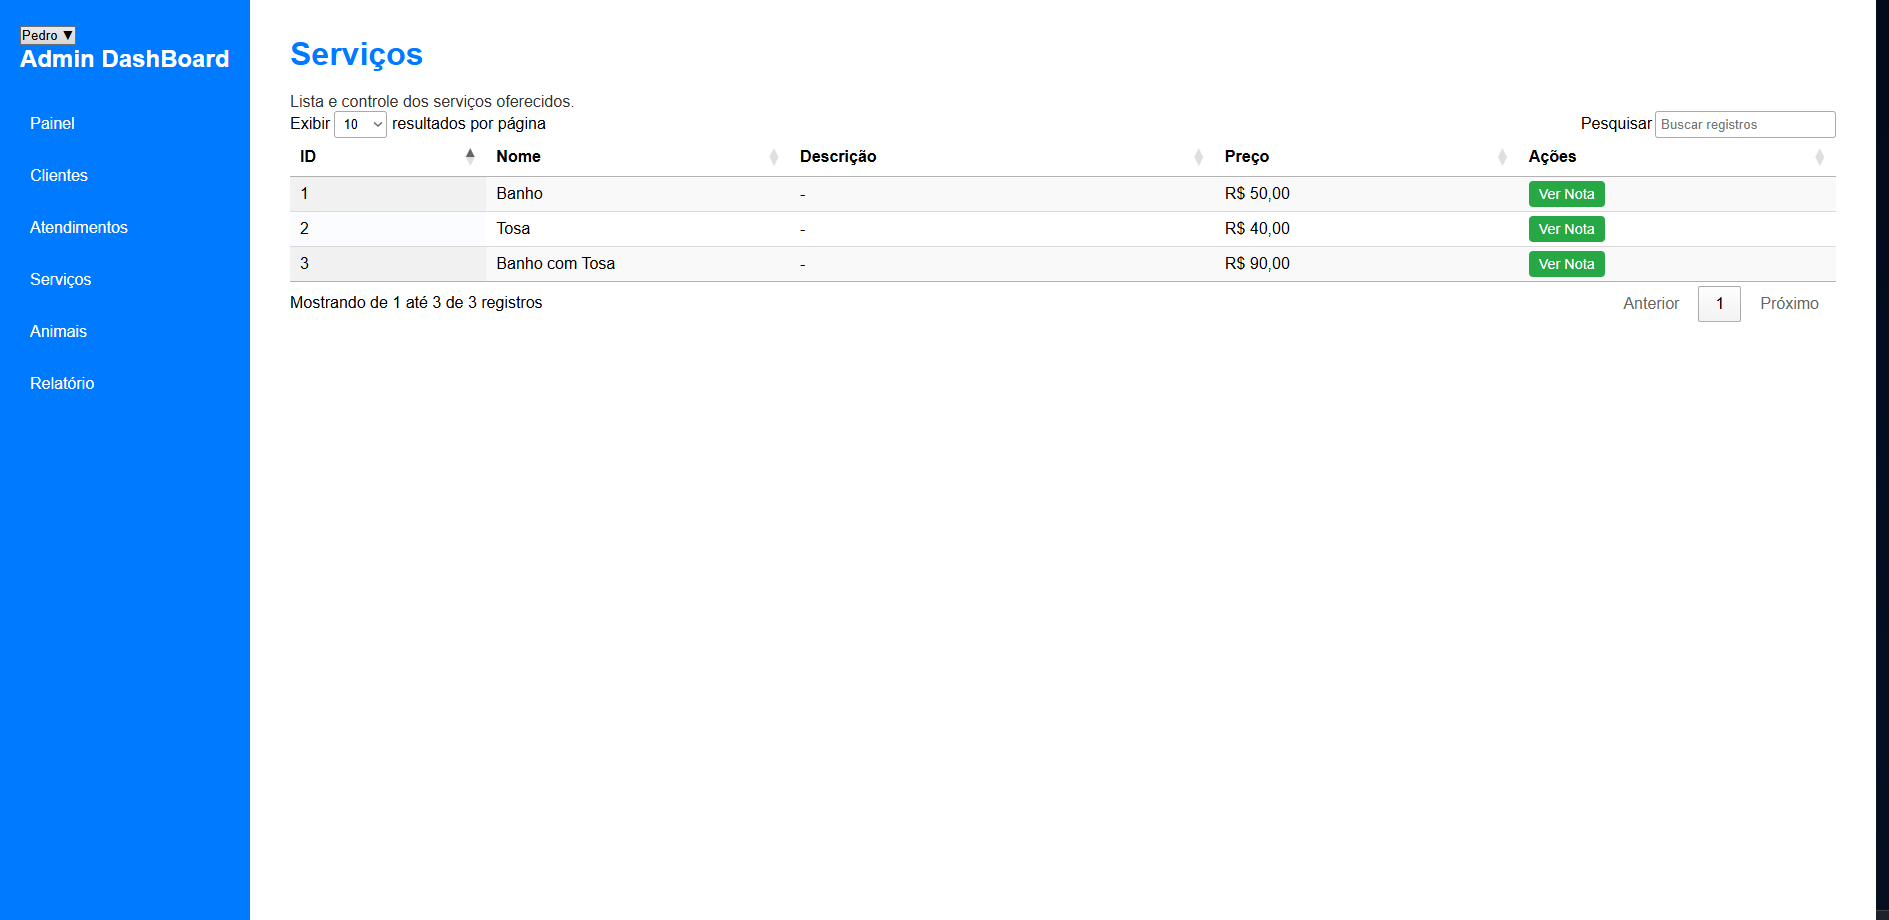 Pedro ▼
Admin DashBoard
Painel
Clientes
Atendimentos
Serviços
Animais
Relatório
Serviços
Lista e controle dos serviços oferecidos.
Exibir 10 resultados por página
Pesquisar Buscar registros
ID Nome Descrição Preço Ações
1 Banho - R$ 50,00 Ver Nota
2 Tosa - R$ 40,00 Ver Nota
3 Banho com Tosa - R$ 90,00 Ver Nota
Mostrando de 1 até 3 de 3 registros
Anterior 1 Próximo